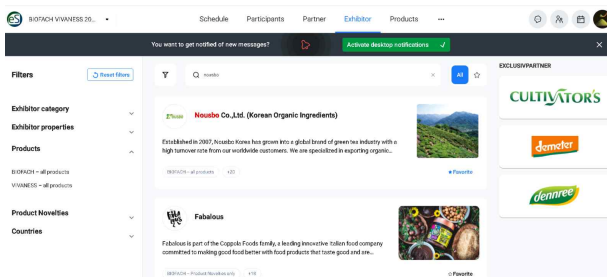 BIOFACH VIVANESS 20...
Schedule
Participants
Partner
Exhibitor
Products
You want to get notified of new messages?
Activate desktop notifications
Filters
Reset filters
nousbo
All
EXCLUSIVPARTNER
Exhibitor category
Exhibitor properties
Products
BIOFACH – all products
VIVANESS – all products
Product Novelties
Countries
Nousbo Co.,Ltd. (Korean Organic Ingredients)
Established in 2007, Nousbo Korea has grown into a global brand of green tea industry with a
high turnover rate from our worldwide customers. We are specialized in exporting organic...
BIOFACH – all products
+20
Favorite
Fabalous
Fabalous is part of the Coppola Foods family, a leading innovative Italian food company
committed to making good food better with food products that taste good and are...
BIOFACH – Product Novelties only
+10
Favorite
CULTIVATOR'S
demeter
dennree